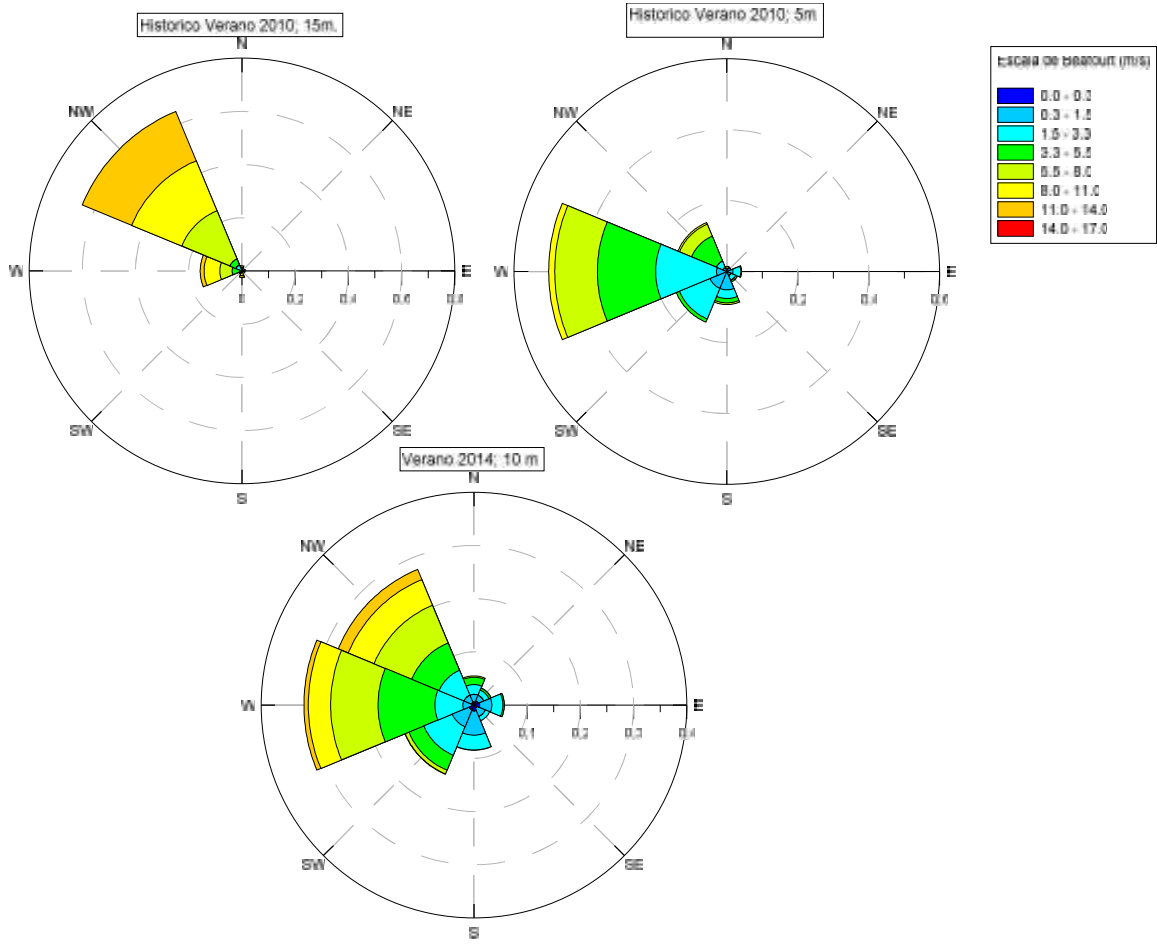 Historico Verano 2010; 15m.
N
NW
NE
W
E
0
0,2
0,4
0,6
0,8
SW
SE
S
Historico Verano 2010; 5m
N
NW
NE
W
E
0,2
0,4
0,6
SW
SE
S
Escala de (m/s)
0.0 - 0.3
0.3 - 1.5
1.5 - 3.3
3.3 - 5.5
5.5 - 8.0
8.0 - 11.0
11.0 - 14.0
14.0 - 17.0
Verano 2014; 10 m
N
NW
NE
W
E
0,1
0,2
0,3
0,4
SW
SE
S